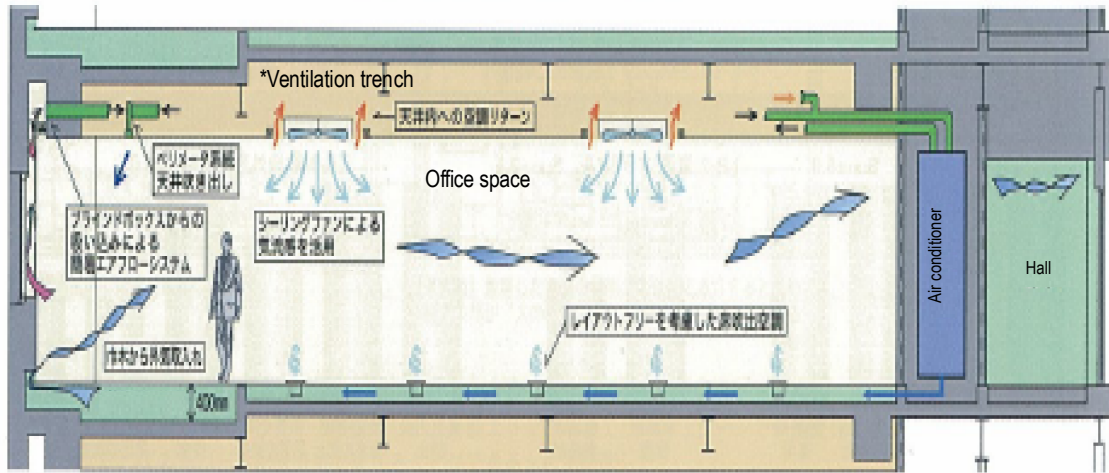 *Ventilation trench
天井内への空調リターン
ペリメータ系統
天井吹き出し
Office space
ブラインドボックスからの
吸い込みによる
簡易エアフローシステム
シーリングファンによる
気流感を活用
Air conditioner
Hall
レイアウトフリーを考慮した床吹出空調
巾木から外気取入れ
400mm